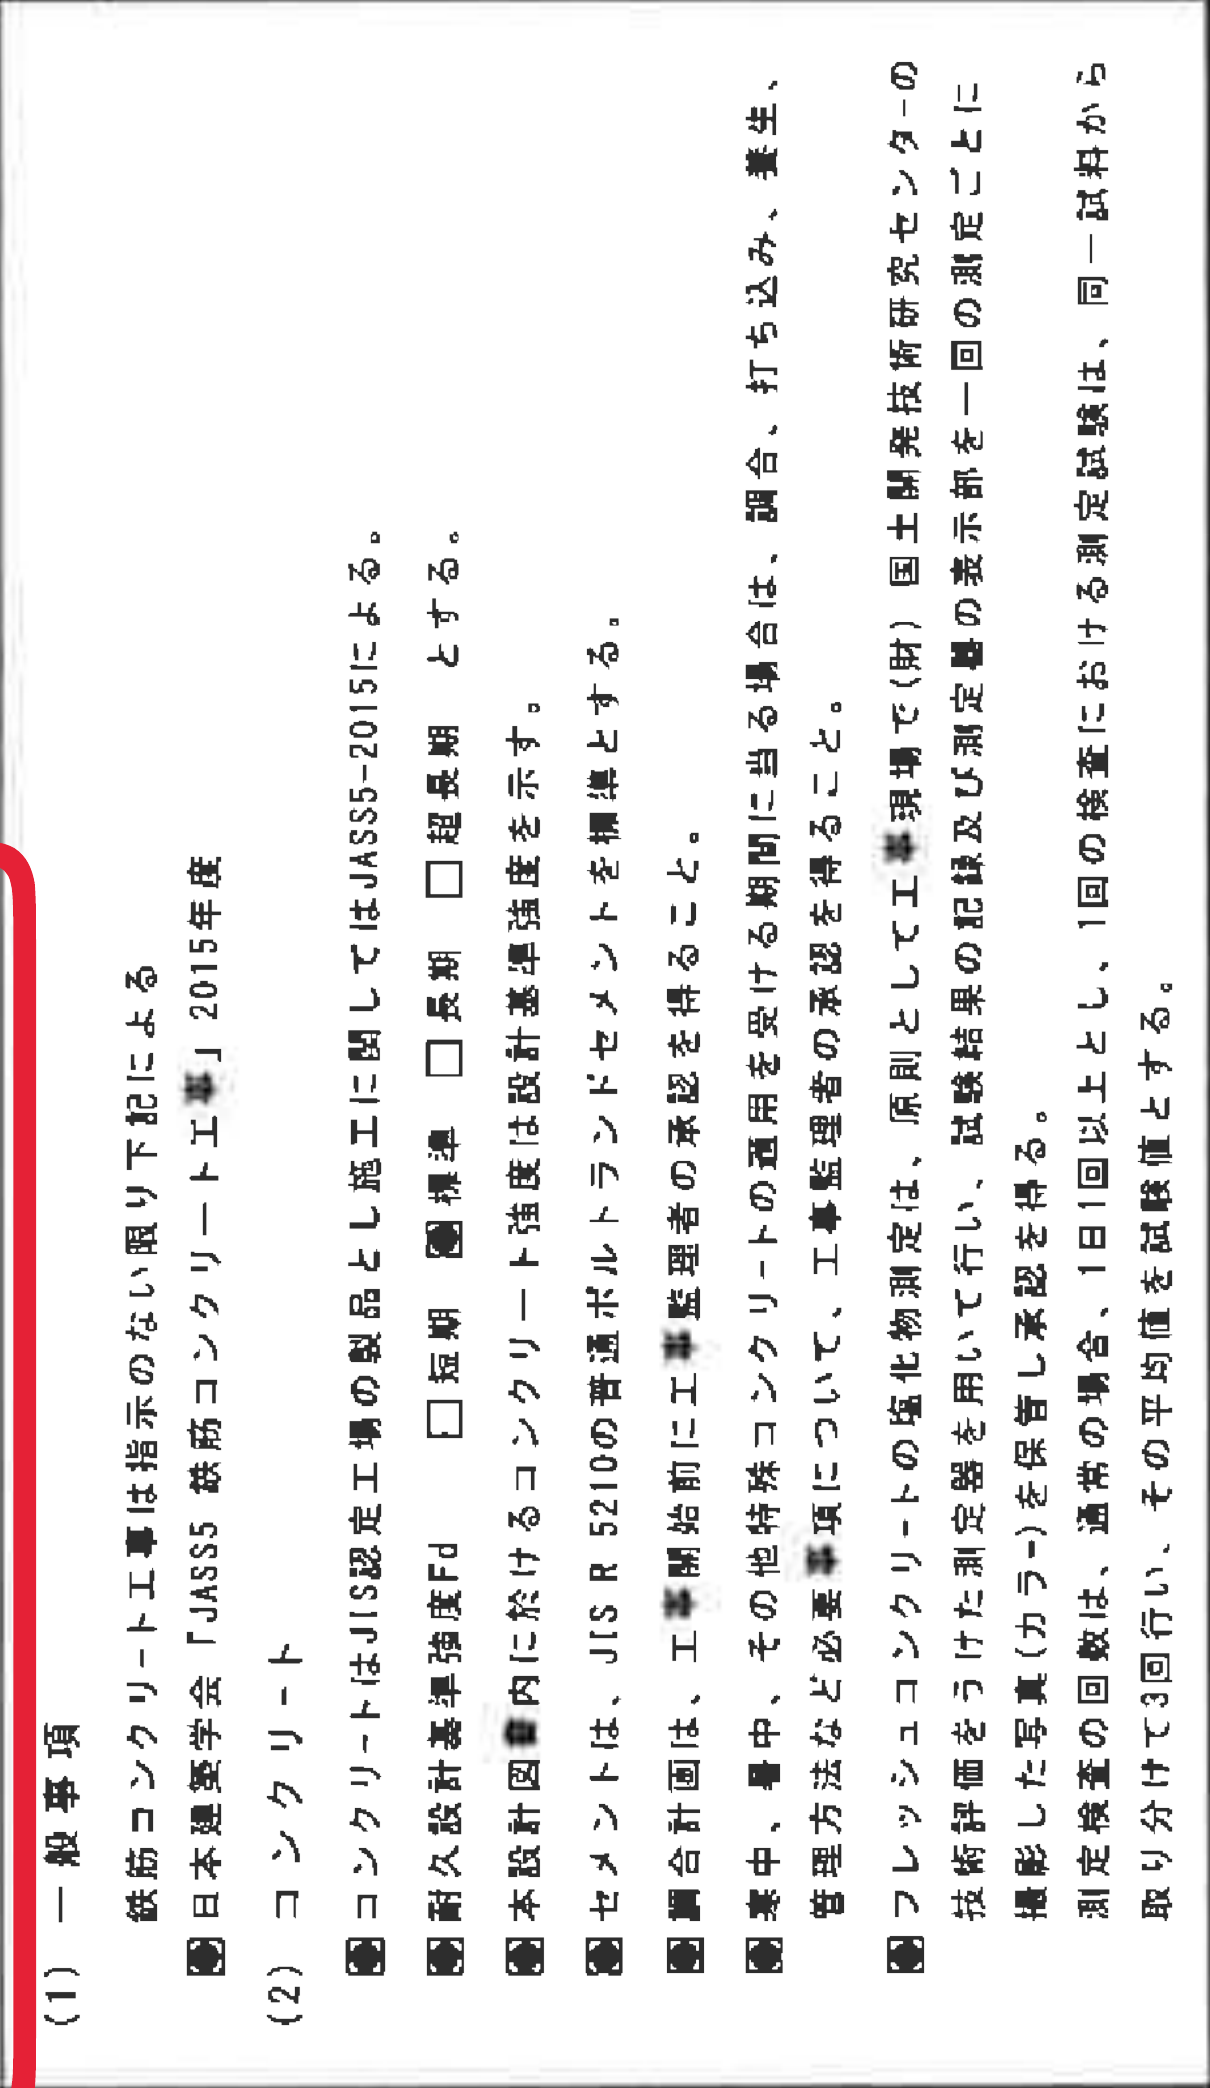 (1) 一般事項
鉄筋コンクリート工事は指示のない限り下記による
日本建築学会「JASS5 鉄筋コンクリート工事」2015年度
(2) コンクリート
コンクリートはJIS認定工場の製品とし施工に関してはJASS5-2015による。
耐久設計基準強度Fd □短期 ■標準 □長期 □超長期 とする。
本設計図書内に於けるコンクリート強度は設計基準強度を示す。
セメントは、JIS R 5210の普通ポルトランドセメントを標準とする。
調合計画は、工事開始前に工事監理者の承認を得ること。
寒中、暑中、その他特殊コンクリートの適用を受ける期間に当る場合は、調合、打ち込み、養生、
管理方法など必要事項について、工事監理者の承認を得ること。
フレッシュコンクリートの塩化物測定は、原則として工事現場で(財)国土開発技術研究センターの
技術評価をうけた測定器を用いて行い、試験結果の記録及び測定器の表示部を一回の測定ごとに
撮影した写真(カラー)を保管し承認を得る。
測定検査の回数は、通常の場合、1日1回以上とし、1回の検査における測定試験は、同一試料から
取り分けて3回行い、その平均値を試験値とする。